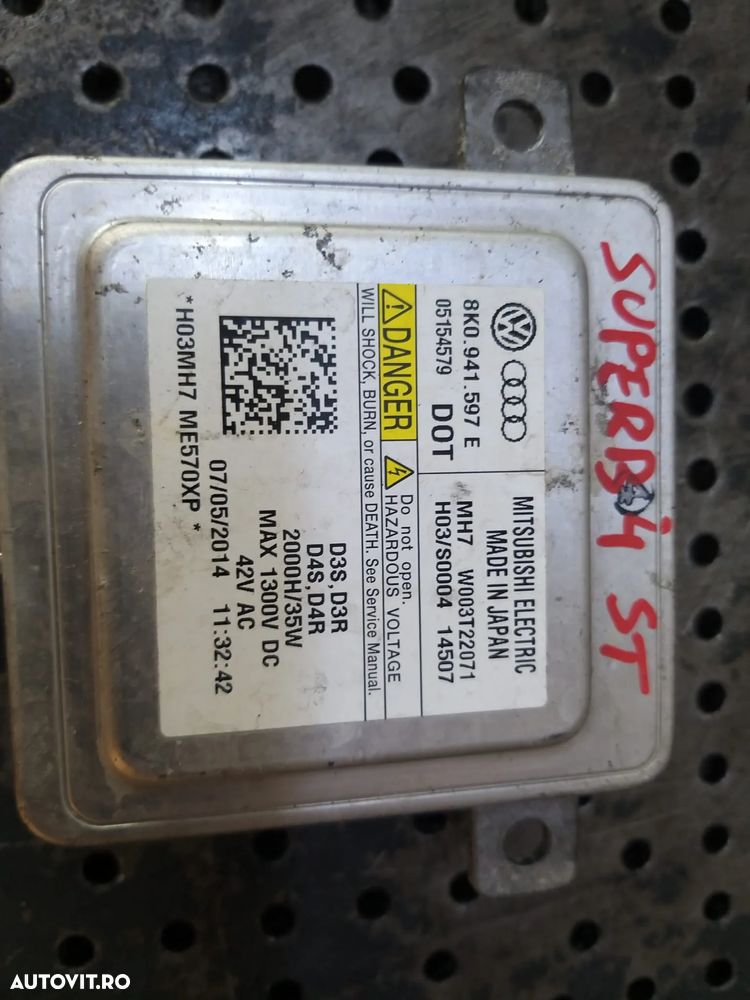 SUPERB 4 ST
8K0.941.597 E
05154579 DOT
MITSUBISHI ELECTRIC
MADE IN JAPAN
MH7 W003T22071
H03/S0004 14507
DANGER
Do not open.
HAZARDOUS VOLTAGE
WILL SHOCK, BURN, or cause DEATH. See Service Manual.
D3S, D3R
D4S, D4R
2000H/35W
MAX 1300V DC
42V AC
07/05/2014 11:32:42
*H03MH7 ME570XP *
AUTOVIT.RO